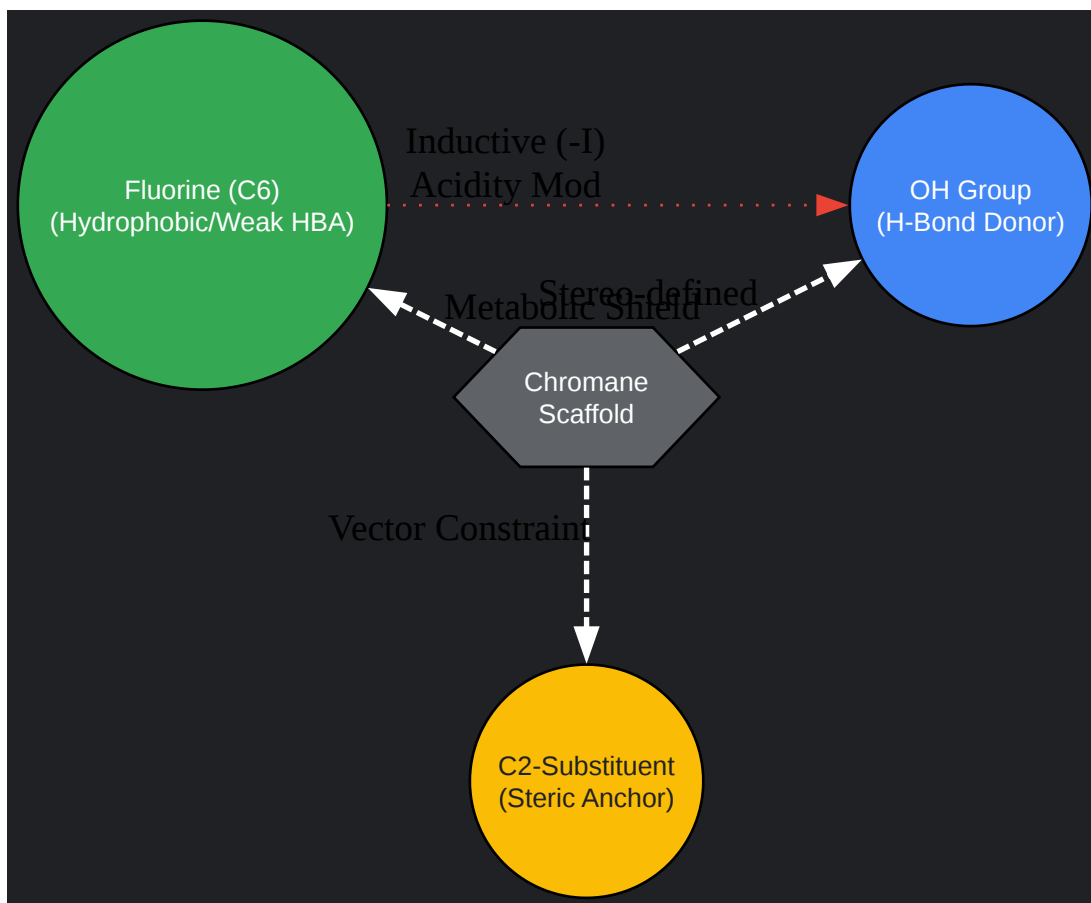 Inductive (-I)
Acidity Mod
Fluorine (C6)
(Hydrophobic/Weak HBA)
OH Group
(H-Bond Donor)
Stereo-defined
Metabolic Shield
Chromane
Scaffold
Vector Constraint
C2-Substituent
(Steric Anchor)